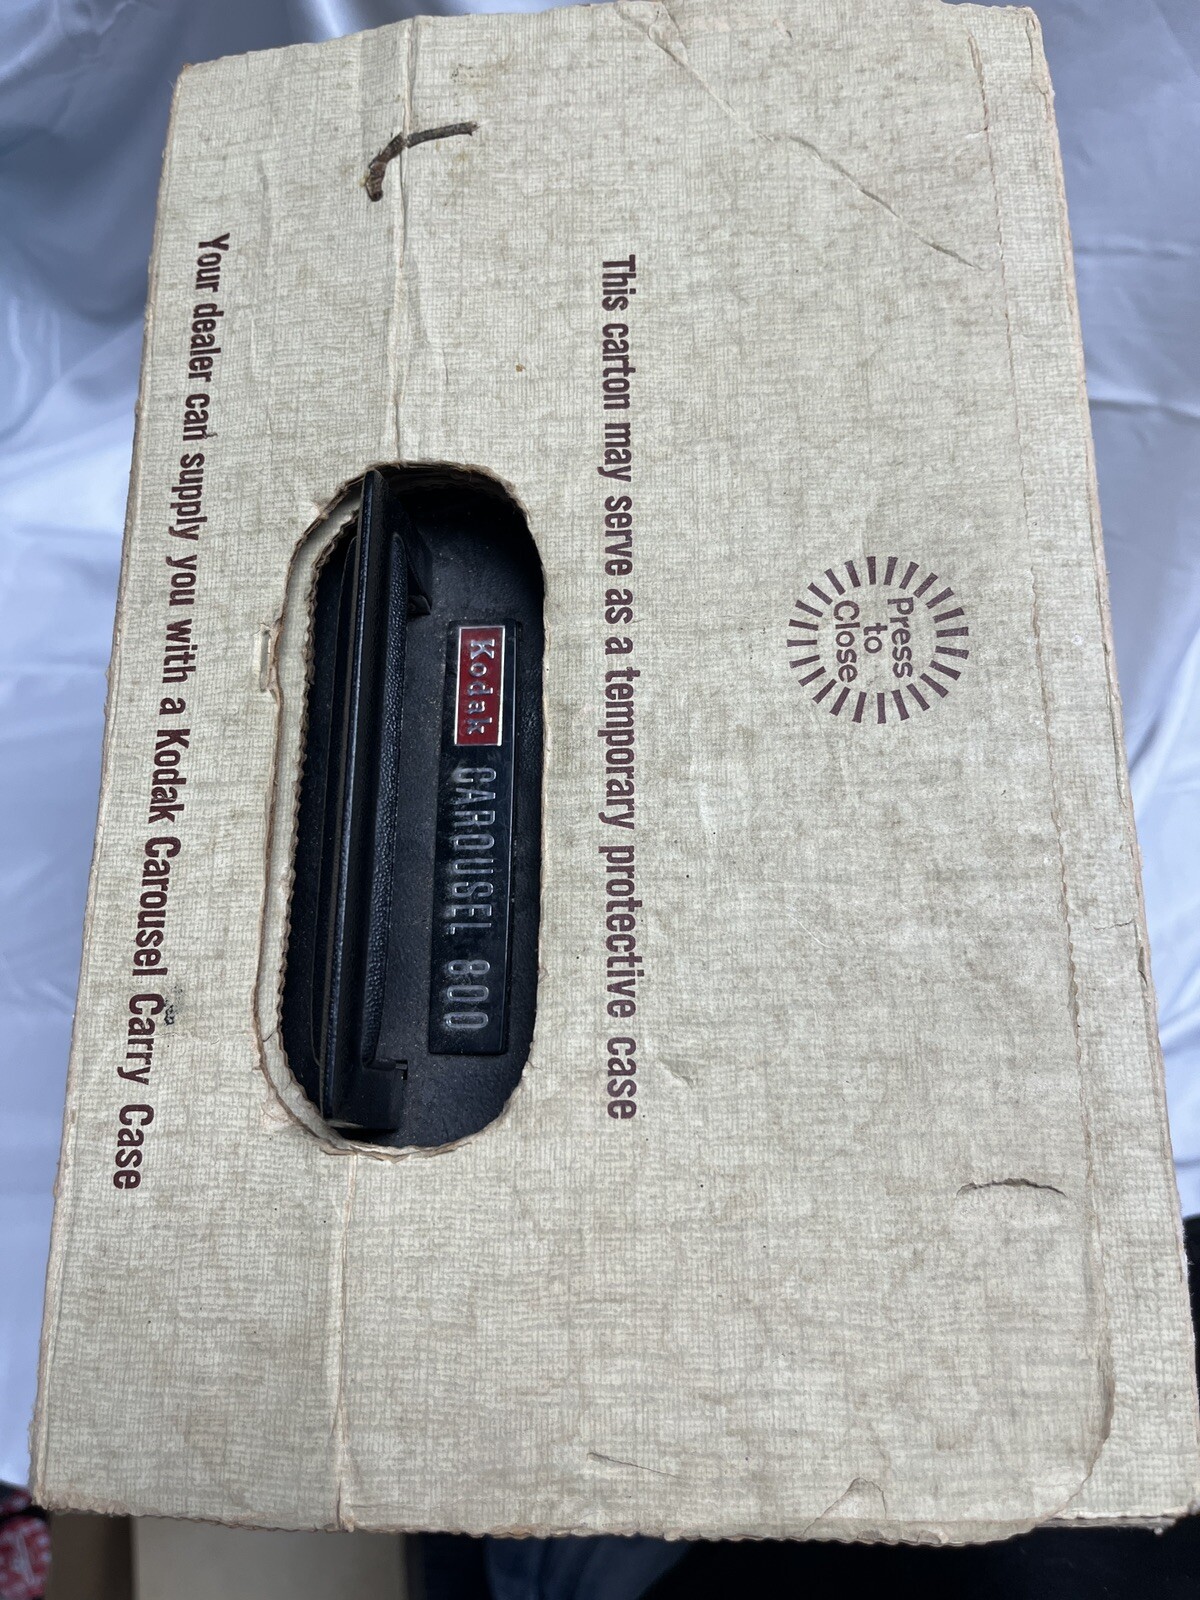 Press
to
Close
This carton may serve as a temporary protective case
Kodak CAROUSEL 800
Your dealer can supply you with a Kodak Carousel Carry Case